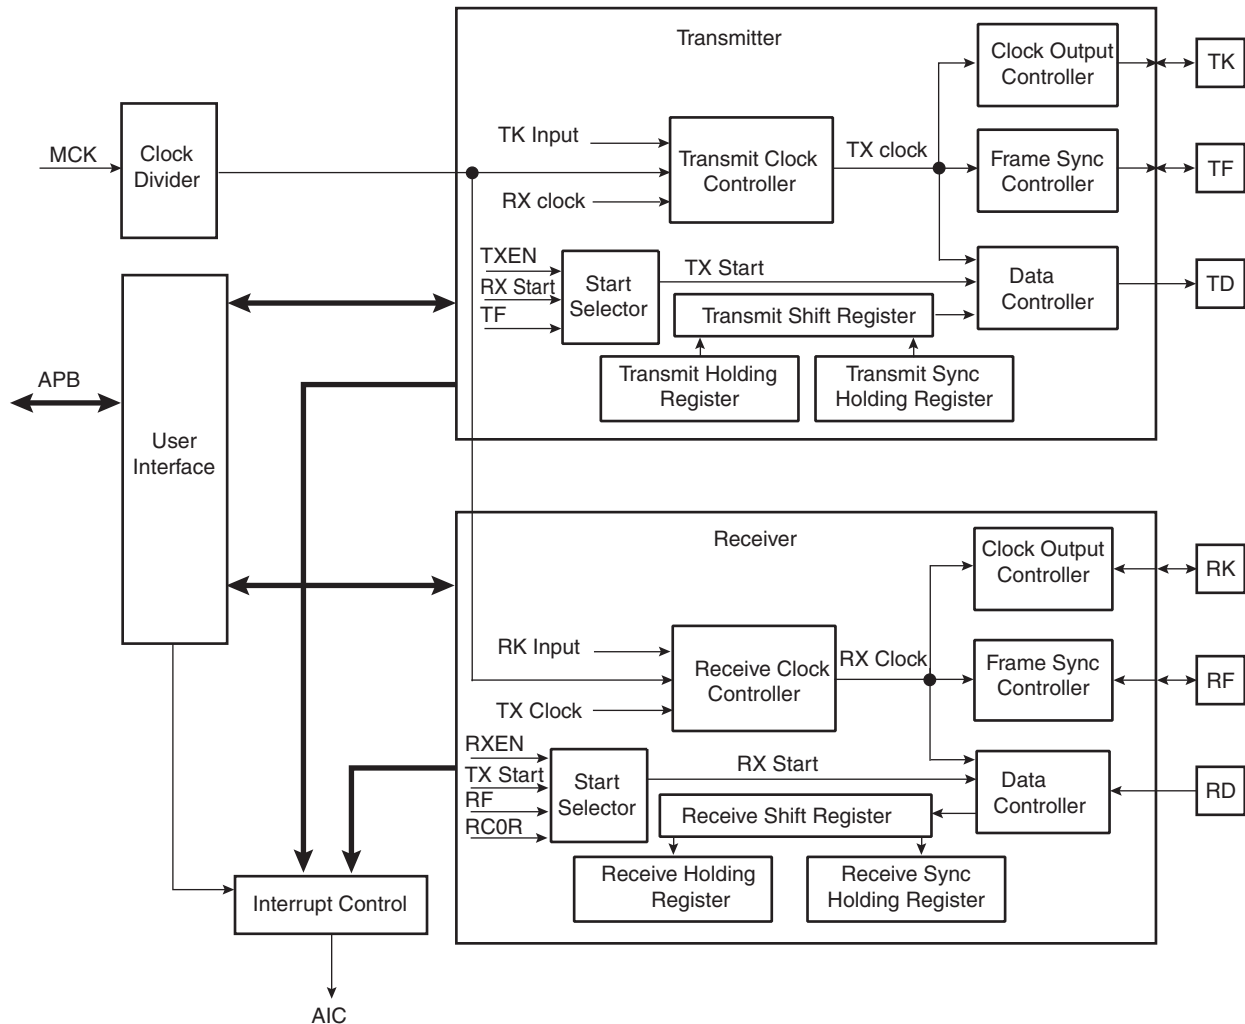 Transmitter
Clock Output
Controller
TK
MCK
Clock
Divider
TK Input
Transmit Clock
Controller
TX clock
Frame Sync
Controller
TF
RX clock
TXEN
RX Start
TF
Start
Selector
TX Start
Data
Controller
TD
Transmit Shift Register
Transmit Holding
Register
Transmit Sync
Holding Register
APB
User
Interface
Receiver
Clock Output
Controller
RK
RK Input
Receive Clock
Controller
RX Clock
Frame Sync
Controller
RF
TX Clock
RXEN
TX Start
RF
RC0R
Start
Selector
RX Start
Data
Controller
RD
Receive Shift Register
Receive Holding
Register
Receive Sync
Holding Register
Interrupt Control
AIC